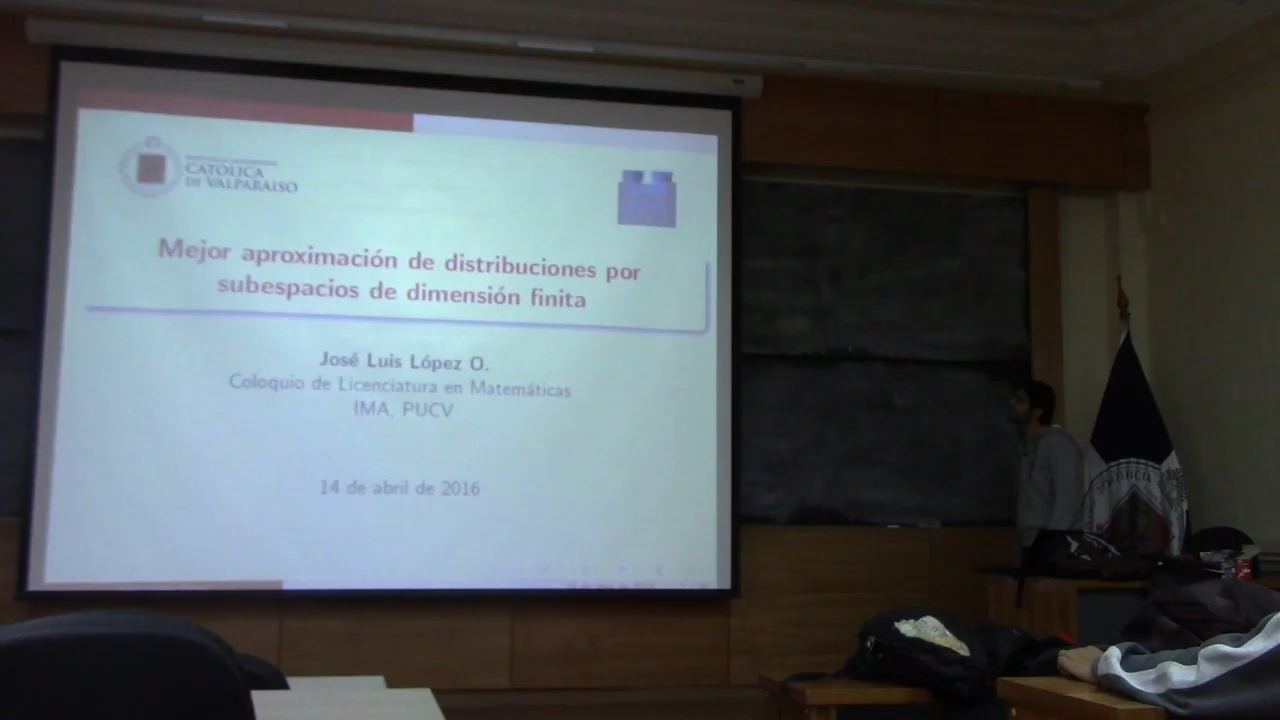 CATOLICA
DE VALPARAISO
Mejor aproximación de distribuciones por
subespacios de dimensión finita
José Luis López O.
Coloquio de Licenciatura en Matemáticas
IMA, PUCV
14 de abril de 2016